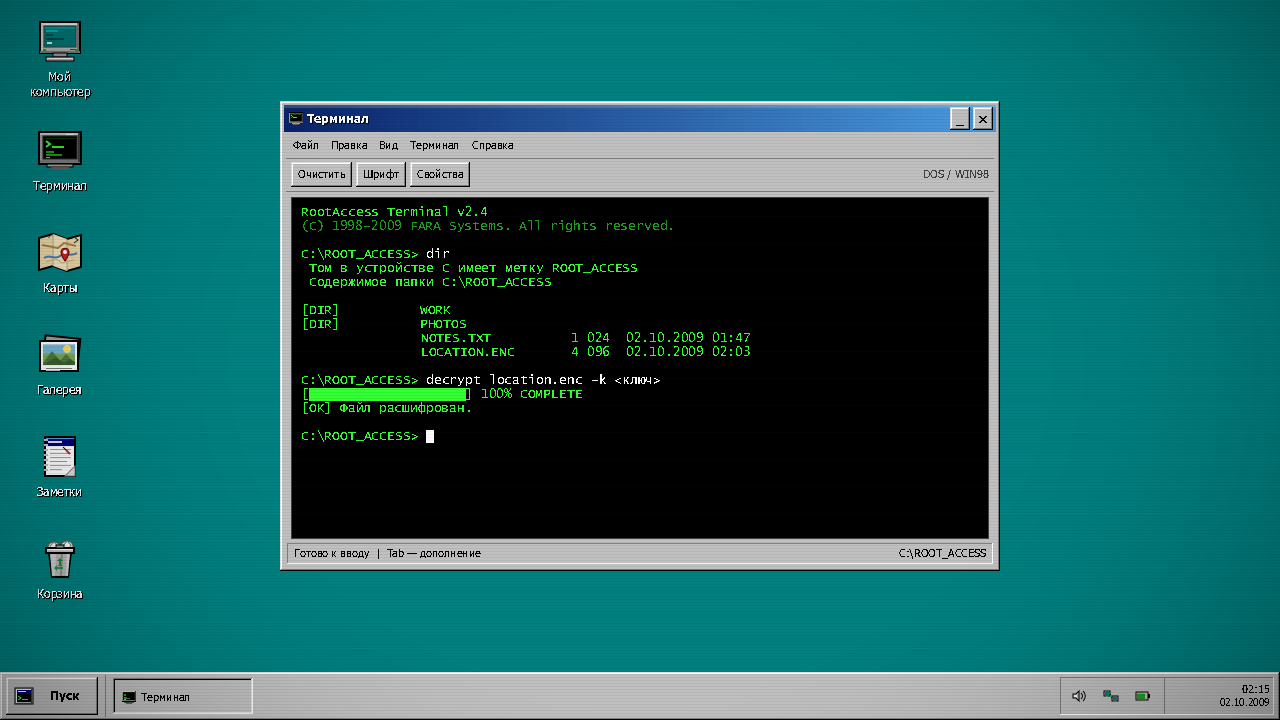 Мой
компьютер
Терминал
Карты
Галерея
Заметки
Корзина
Терминал
Файл Правка Вид Терминал Справка
Очистить Шрифт Свойства DOS / WIN98
RootAccess Terminal v2.4
(C) 1998-2009 FARA Systems. All rights reserved.
C:\ROOT_ACCESS> dir
Том в устройстве C имеет метку ROOT_ACCESS
Содержимое папки C:\ROOT_ACCESS
[DIR] WORK
[DIR] PHOTOS
NOTES.TXT 1 024 02.10.2009 01:47
LOCATION.ENC 4 096 02.10.2009 02:03
C:\ROOT_ACCESS> decrypt location.enc -k <ключ>
[ ] 100% COMPLETE
[OK] Файл расшифрован.
C:\ROOT_ACCESS>
Готово к вводу | Tab — дополнение C:\ROOT_ACCESS
Пуск Терминал 02:15
02.10.2009